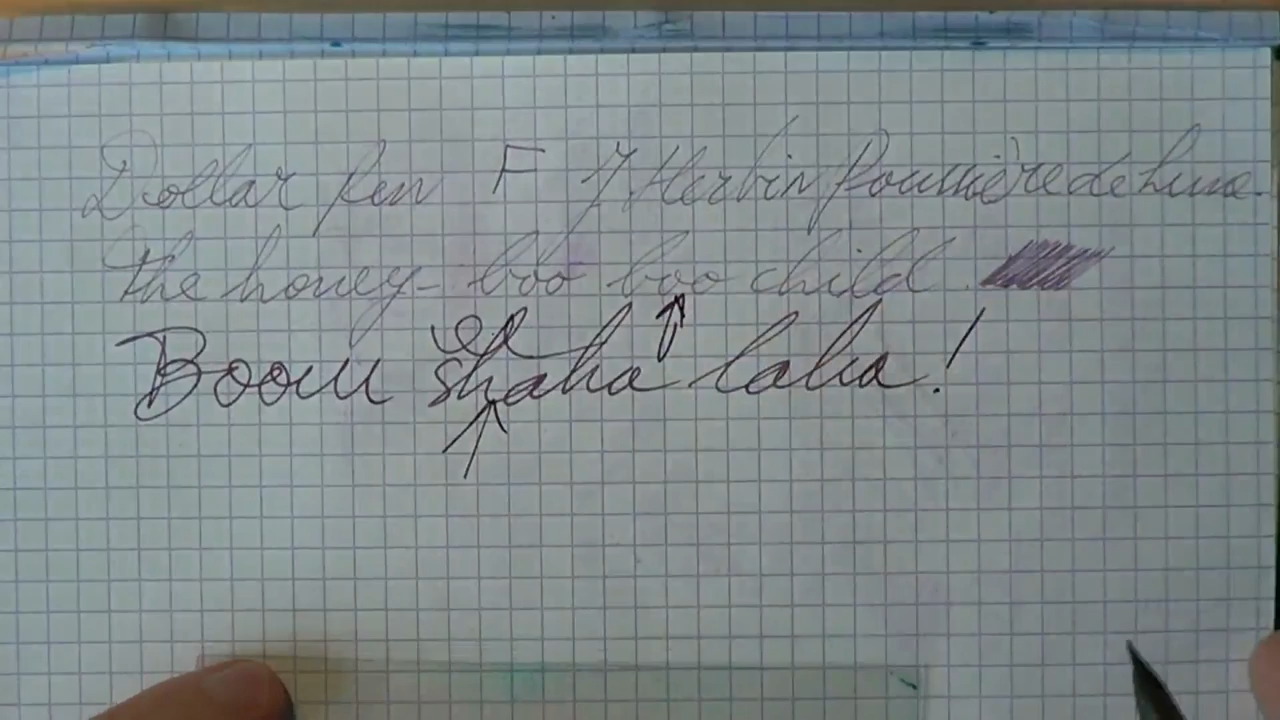 Dollar pen F J Herbin Poussière de Lune.
the honey-boo boo child
Boom shaka laka!